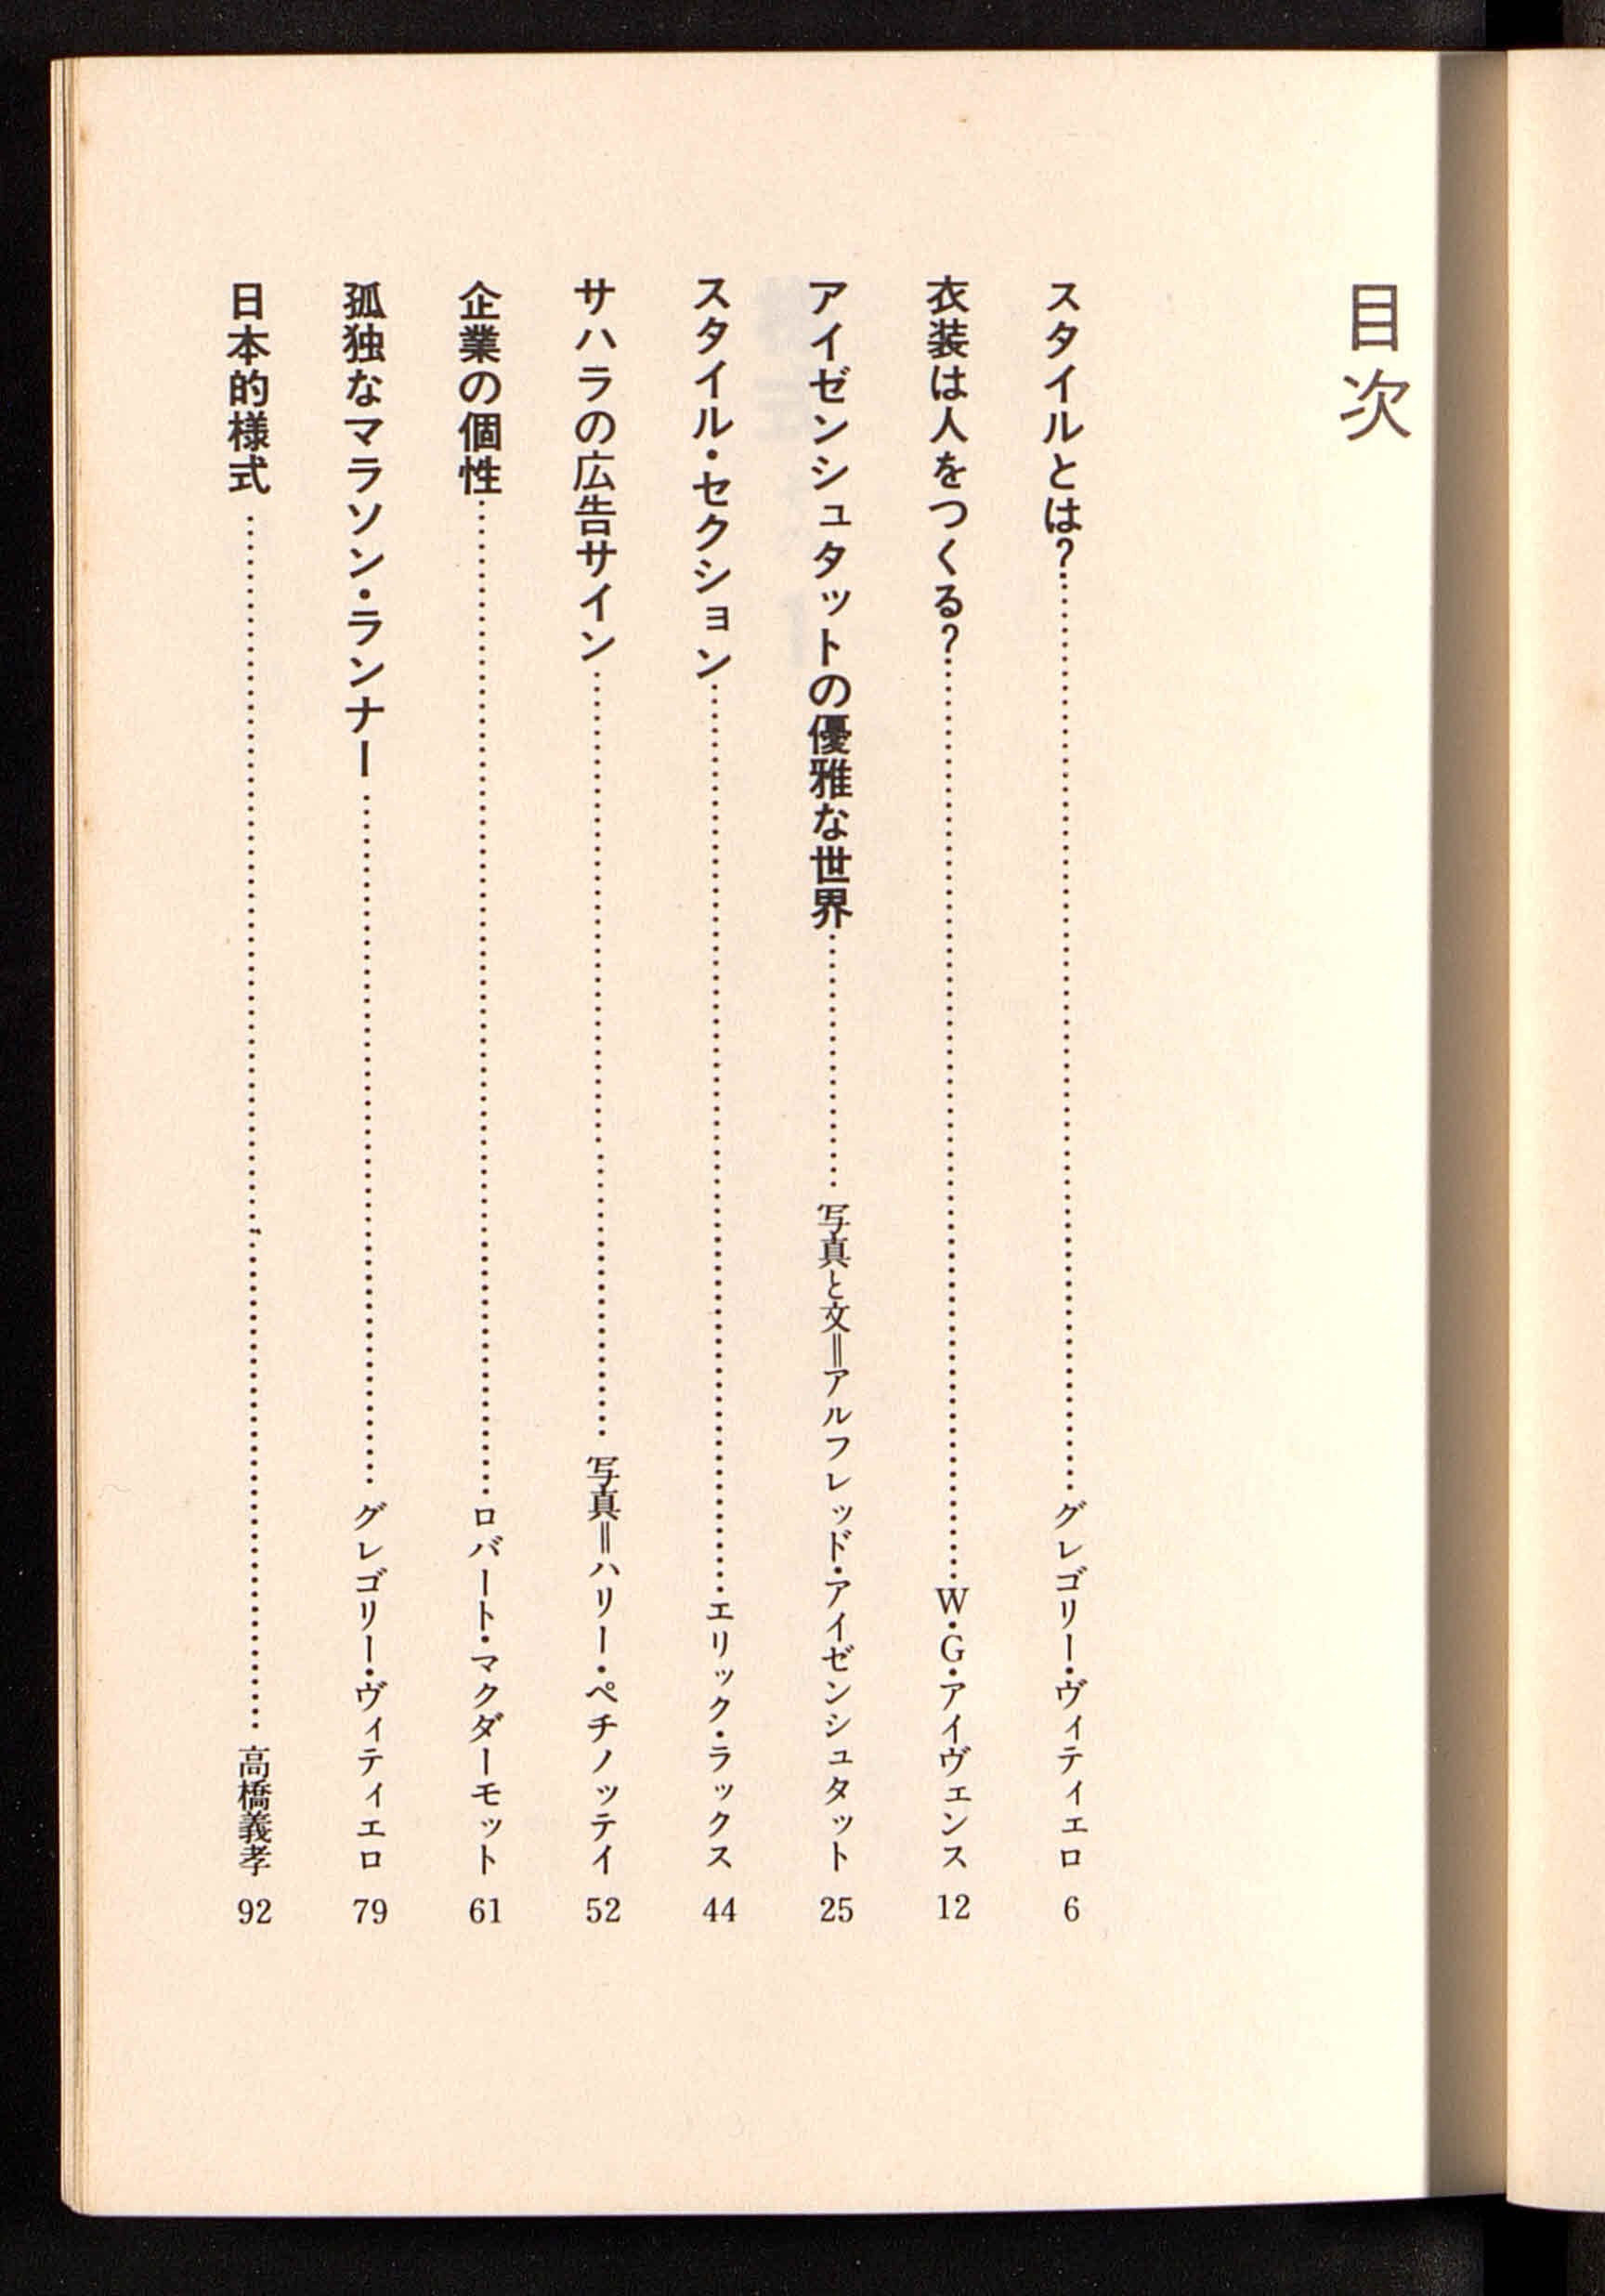 目次
スタイルとは?……グレゴリー・ヴィティエロ 6
衣装は人をつくる?……W・G・アイヴェンス 12
アイゼンシュタットの優雅な世界……写真と文＝アルフレッド・アイゼンシュタット 25
スタイル・セクション……エリック・ラックス 44
サハラの広告サイン……写真＝ハリー・ペチノッテイ 52
企業の個性……ロバート・マクダーモット 61
孤独なマラソン・ランナー……グレゴリー・ヴィティエロ 79
日本的様式……高橋義孝 92